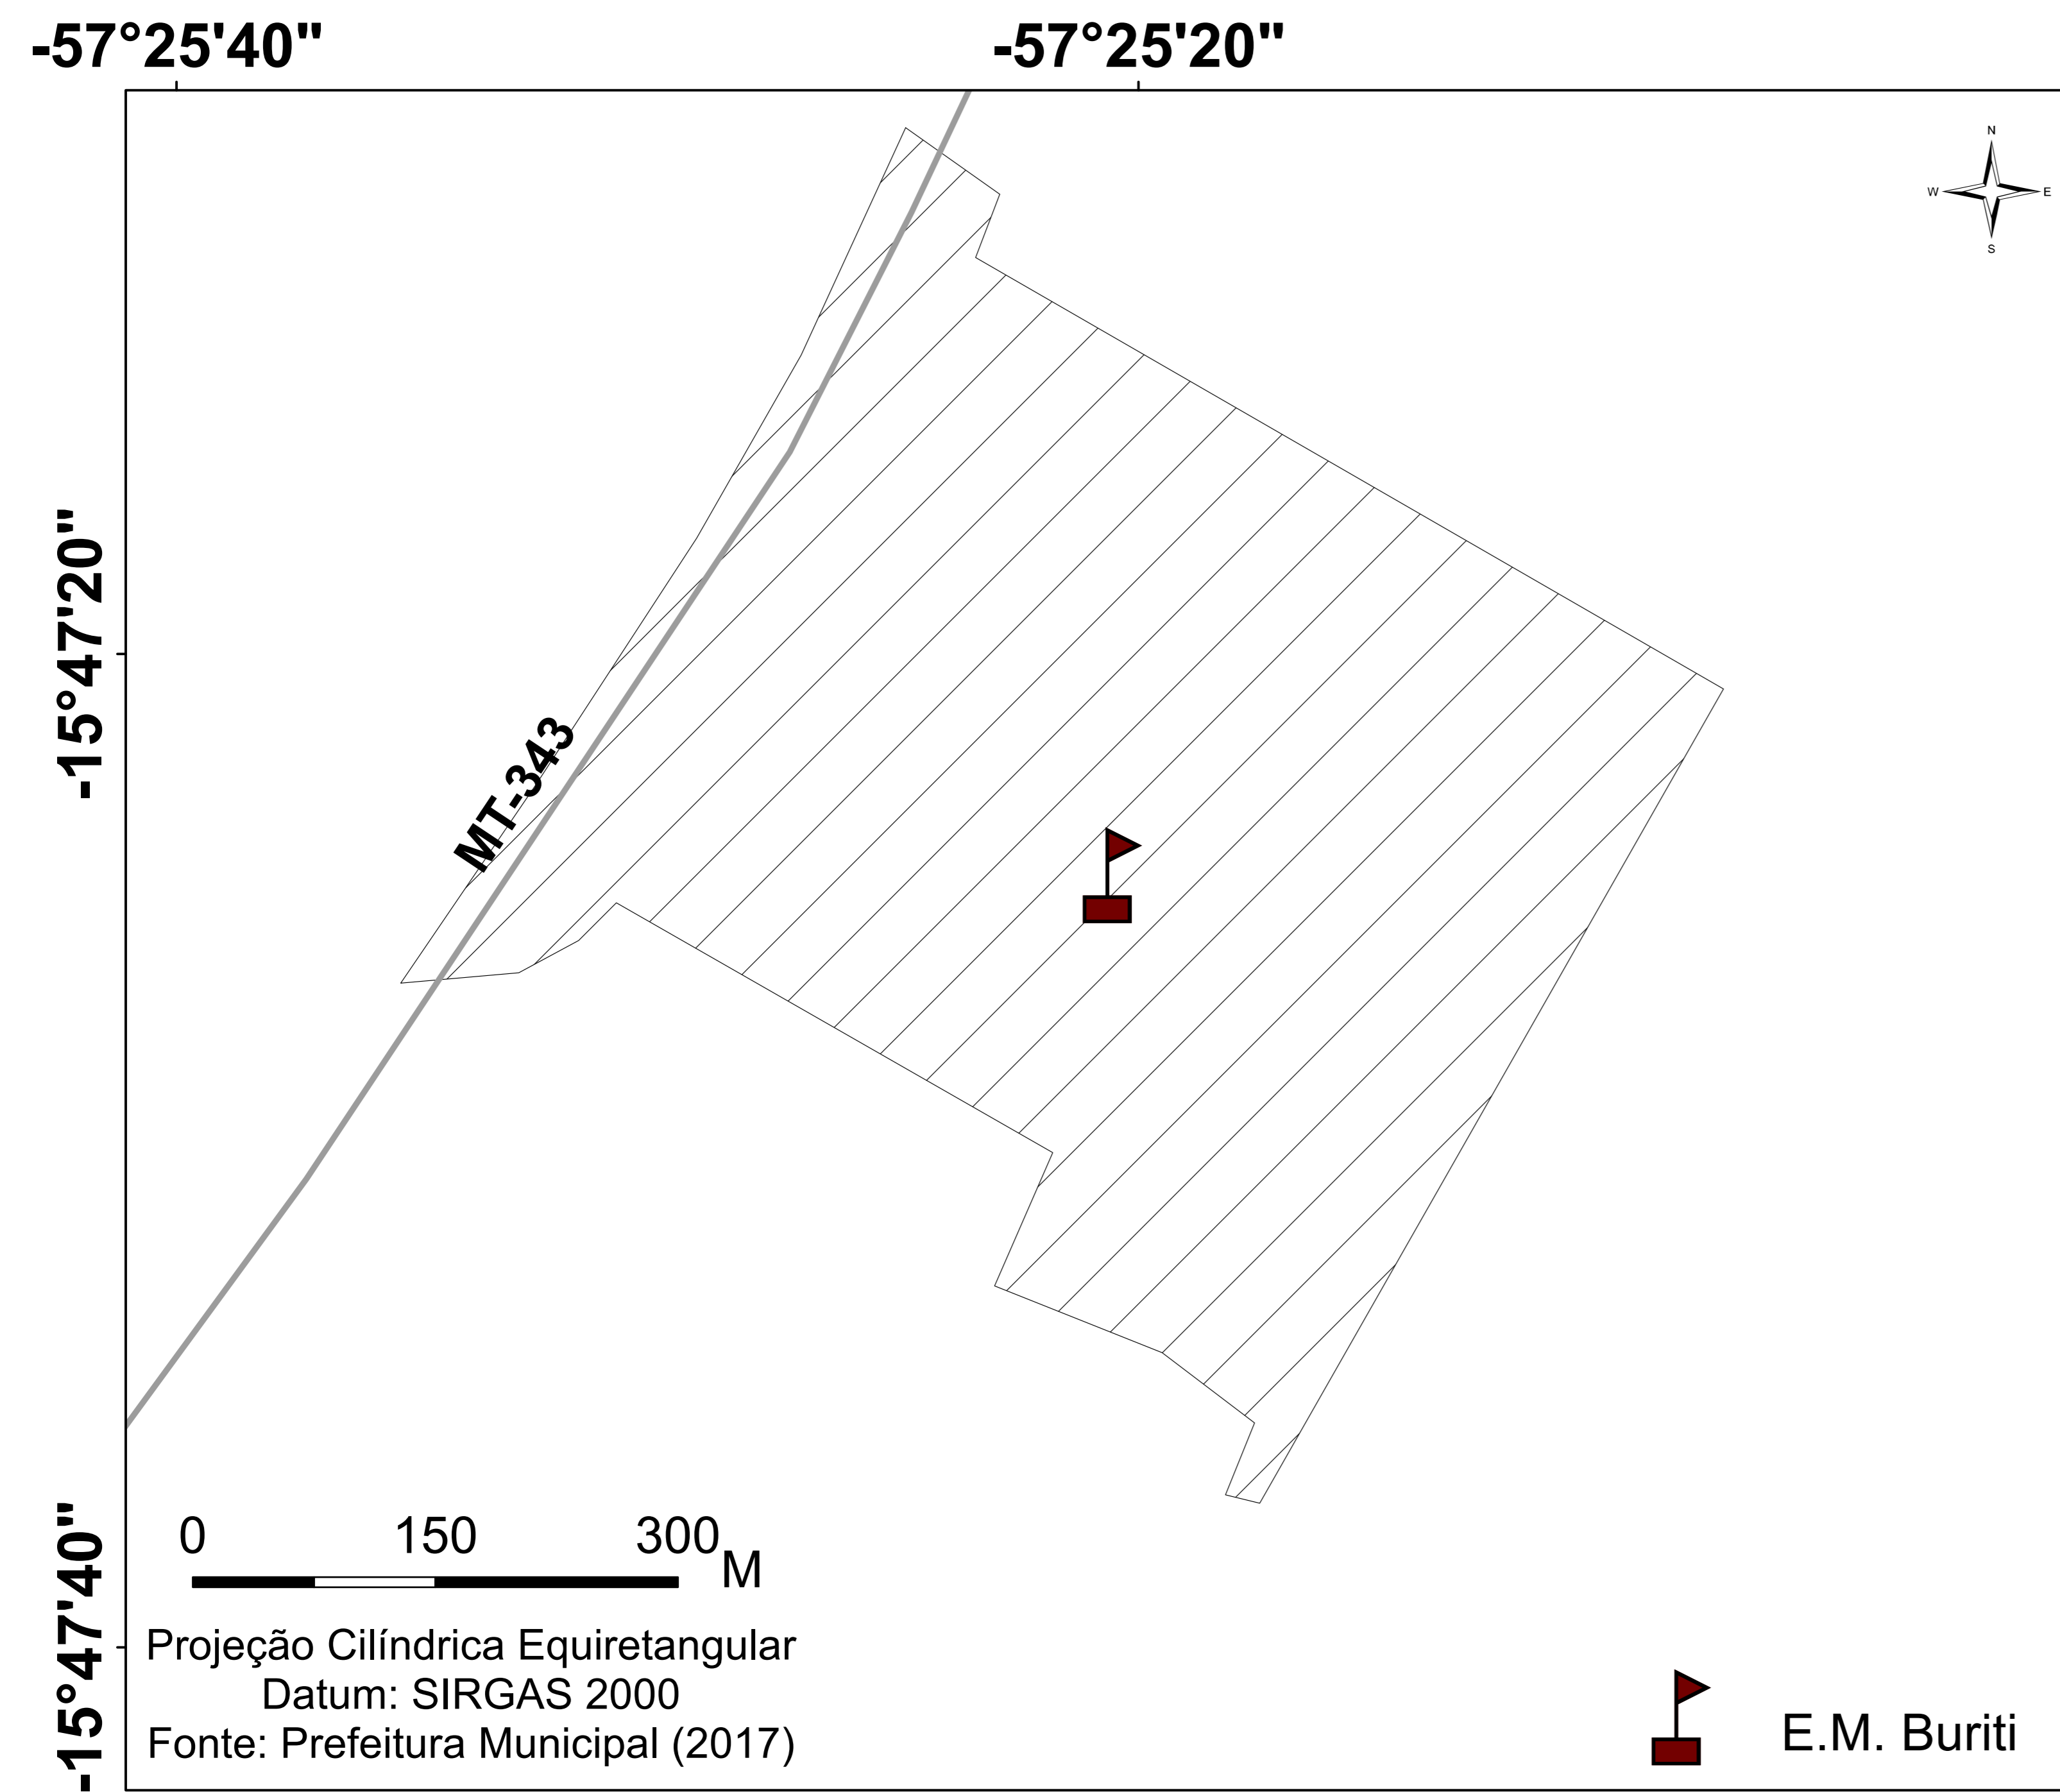 -57°25'40"
-57°25'20"
N
W
E
S
-15°47'20"
MT-343
-15°47'40"
0
150
300
M
Projeção Cilíndrica Equiretangular
Datum: SIRGAS 2000
Fonte: Prefeitura Municipal (2017)
E.M. Buriti